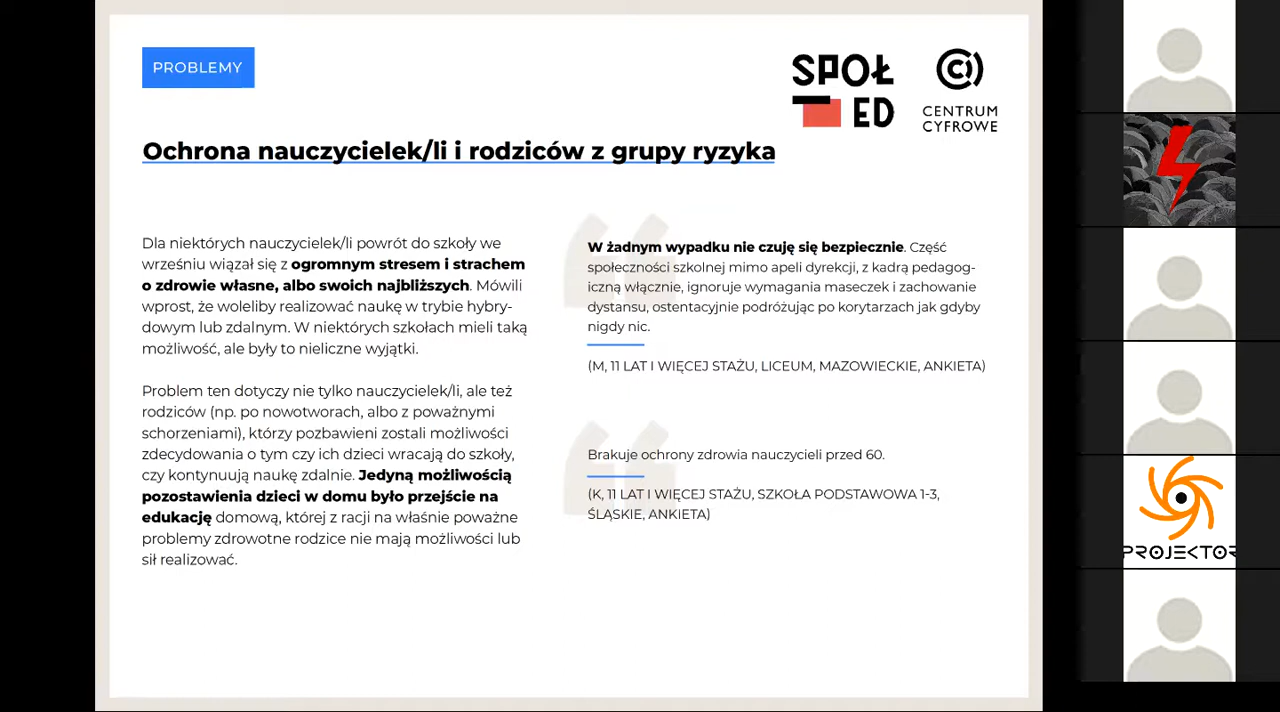 PROBLEMY
SPOŁ
ED
CENTRUM
CYFROWE
Ochrona nauczycielek/li i rodziców z grupy ryzyka
Dla niektórych nauczycielek/li powrót do szkoły we
wrześniu wiązał się z ogromnym stresem i strachem
o zdrowie własne, albo swoich najbliższych. Mówili
wprost, że woleliby realizować naukę w trybie hybry-
dowym lub zdalnym. W niektórych szkołach mieli taką
możliwość, ale były to nieliczne wyjątki.
Problem ten dotyczy nie tylko nauczycielek/li, ale też
rodziców (np. po nowotworach, albo z poważnymi
schorzeniami), którzy pozbawieni zostali możliwości
zdecydowania o tym czy ich dzieci wracają do szkoły,
czy kontynuują naukę zdalnie. Jedyną możliwością
pozostawienia dzieci w domu było przejście na
edukację domową, której z racji na właśnie poważne
problemy zdrowotne rodzice nie mają możliwości lub
sił realizować.
W żadnym wypadku nie czuję się bezpiecznie. Część
społeczności szkolnej mimo apeli dyrekcji, z kadrą pedagog-
iczną włącznie, ignoruje wymagania maseczek i zachowanie
dystansu, ostentacyjnie podróżując po korytarzach jak gdyby
nigdy nic.
(M, 11 LAT I WIĘCEJ STAŻU, LICEUM, MAZOWIECKIE, ANKIETA)
Brakuje ochrony zdrowia nauczycieli przed 60.
(K, 11 LAT I WIĘCEJ STAŻU, SZKOŁA PODSTAWOWA 1-3,
ŚLĄSKIE, ANKIETA)
PROJEKTOR